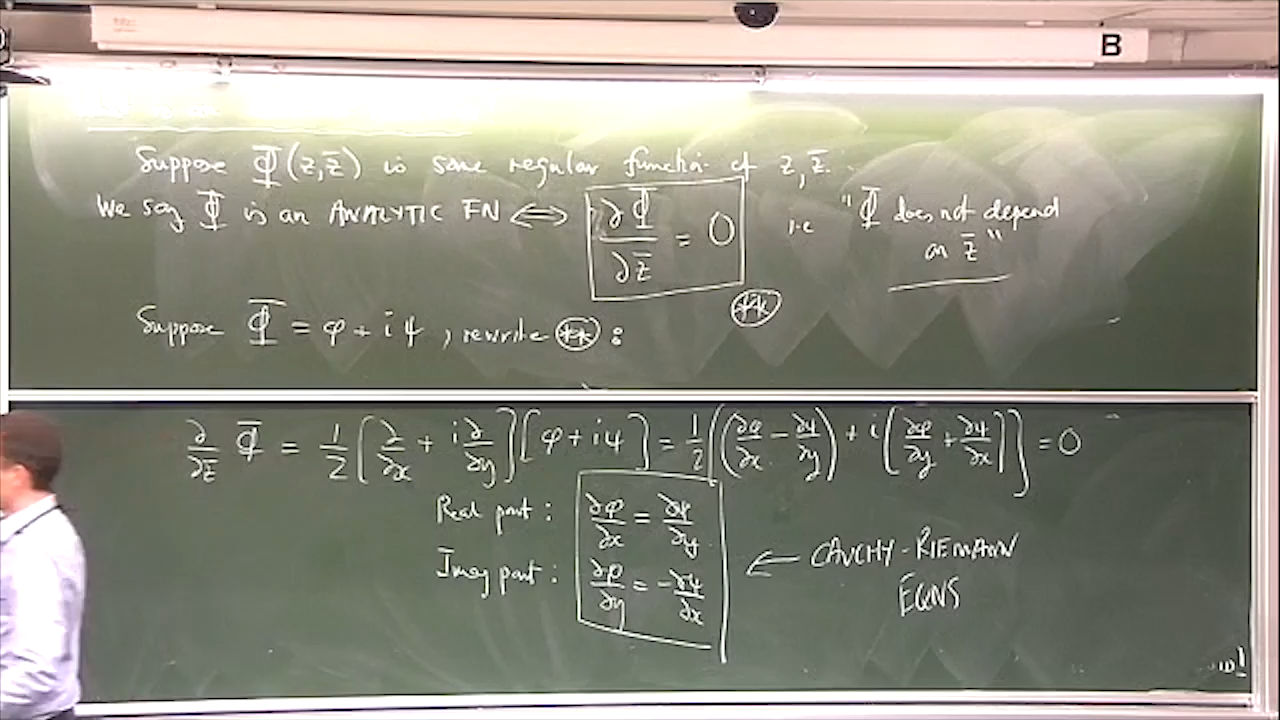 B
Suppose Φ(z,z̄) is some regular function of z, z̄.
We say Φ is an ANALYTIC FN ⟺ ∂Φ/∂z̄ = 0 i.e "Φ does not depend on z̄"
(**)
Suppose Φ = φ + iψ, rewrite (**) :
∂/∂z̄ Φ = 1/2 [∂/∂x + i∂/∂y][φ + iψ] = 1/2 [(∂φ/∂x − ∂ψ/∂y) + i(∂φ/∂y + ∂ψ/∂x)] = 0
Real part : ∂φ/∂x = ∂ψ/∂y
Imag part : ∂φ/∂y = −∂ψ/∂x
← CAUCHY-RIEMANN
EQNS